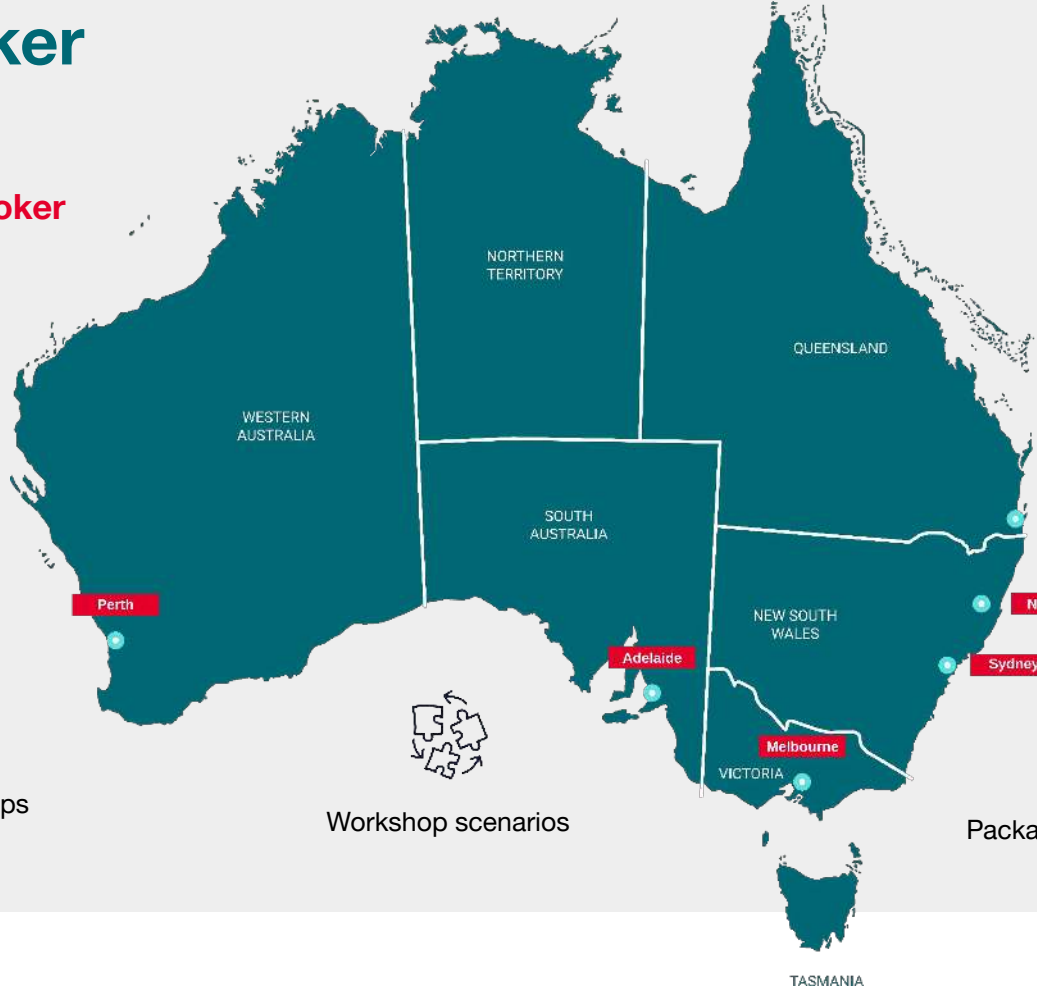 ker
oker
NORTHERN
TERRITORY
QUEENSLAND
WESTERN
AUSTRALIA
SOUTH
AUSTRALIA
Perth
N
NEW SOUTH
WALES
Adelaide
Sydney
Melbourne
VICTORIA
ps
Workshop scenarios
Packa
TASMANIA